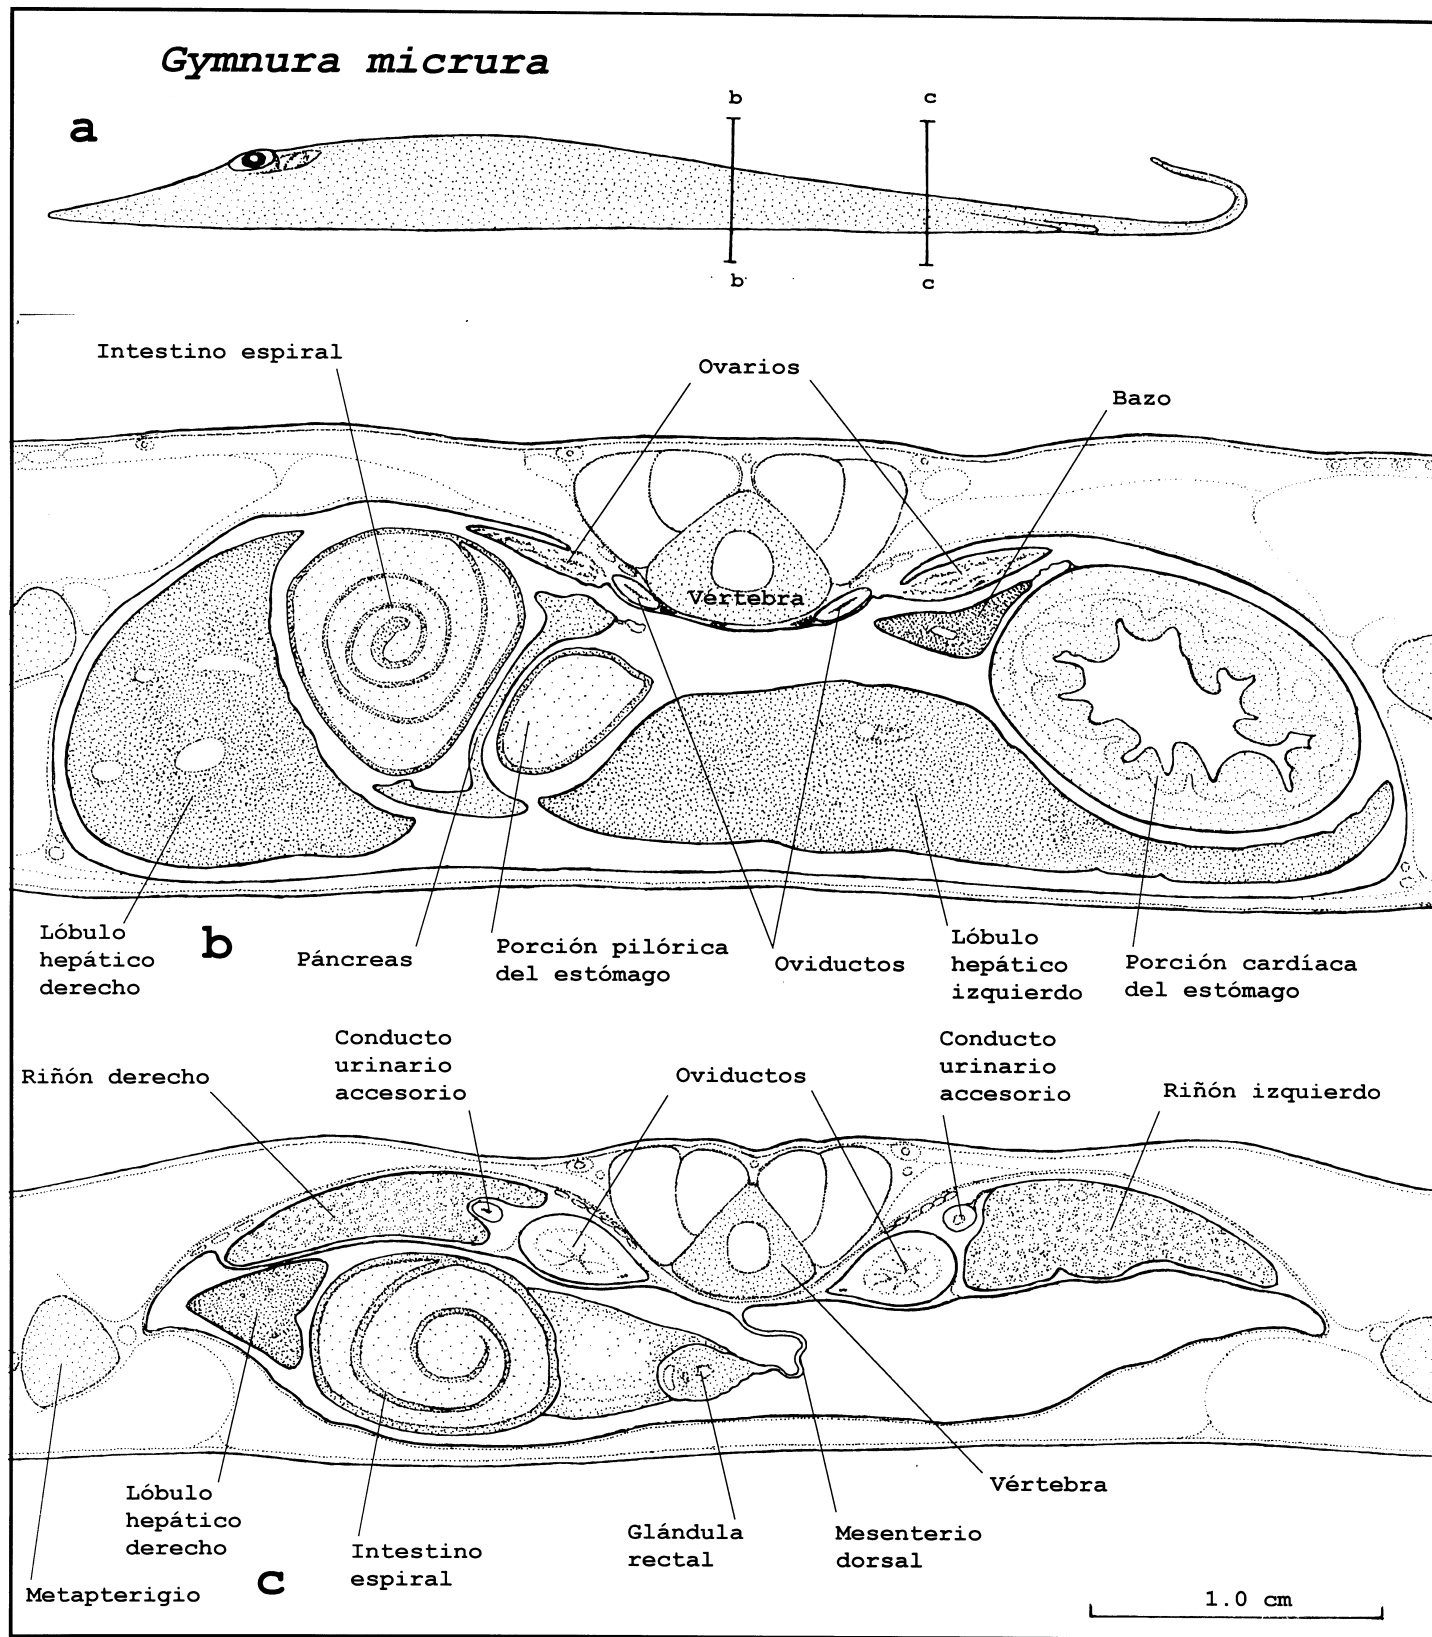 Gymnura micrura
a
b
c
b
c
Intestino espiral
Ovarios
Bazo
Vértebra
Lóbulo
hepático
derecho
b
Páncreas
Porción pilórica
del estómago
Oviductos
Lóbulo
hepático
izquierdo
Porción cardíaca
del estómago
Riñón derecho
Conducto
urinario
accesorio
Oviductos
Conducto
urinario
accesorio
Riñón izquierdo
Metapterigio
Lóbulo
hepático
derecho
c
Intestino
espiral
Glándula
rectal
Mesenterio
dorsal
Vértebra
1.0 cm